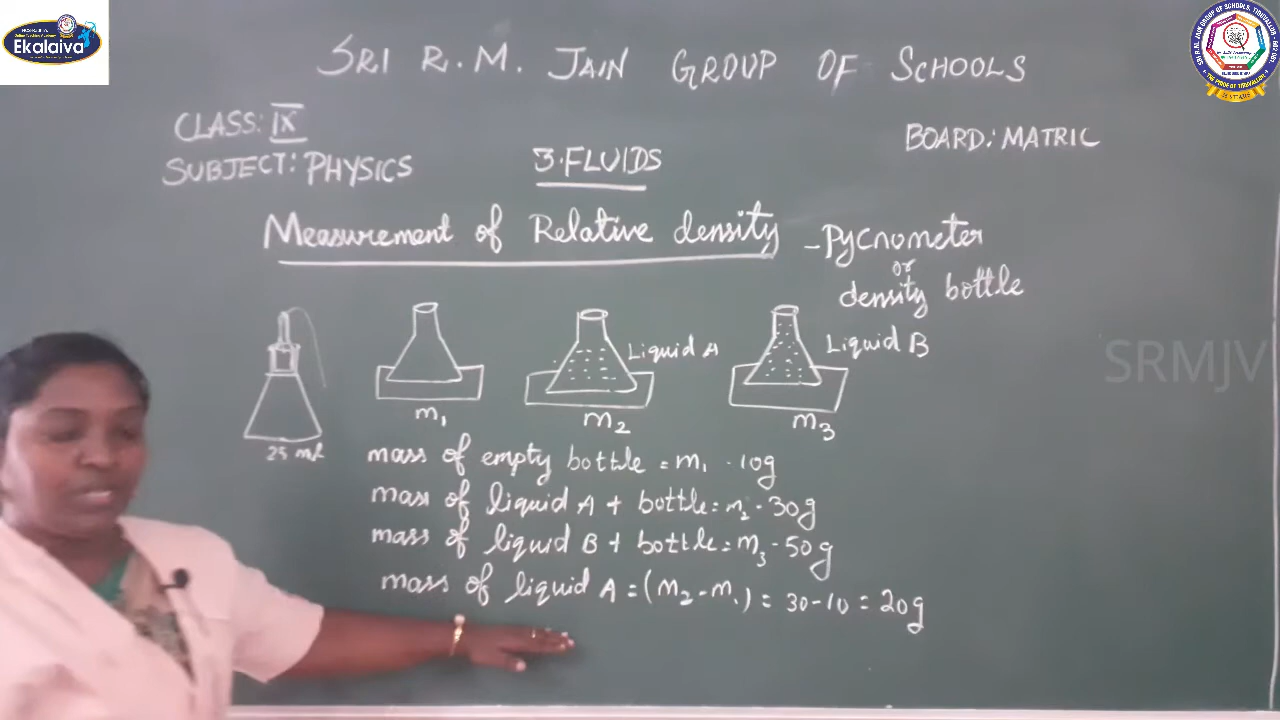 Ekalaiva
SRI R.M. JAIN GROUP OF SCHOOLS
CLASS: IX
SUBJECT: PHYSICS
BOARD: MATRIC
3. FLUIDS
Measurement of Relative density - Pycnometer
or
density bottle
Liquid A
Liquid B
25 ml
m₁
m₂
m₃
SRMJV
mass of empty bottle = m₁ - 10g
mass of liquid A + bottle = m₂ - 30g
mass of liquid B + bottle = m₃ - 50g
mass of liquid A = (m₂ - m₁) = 30 - 10 = 20g